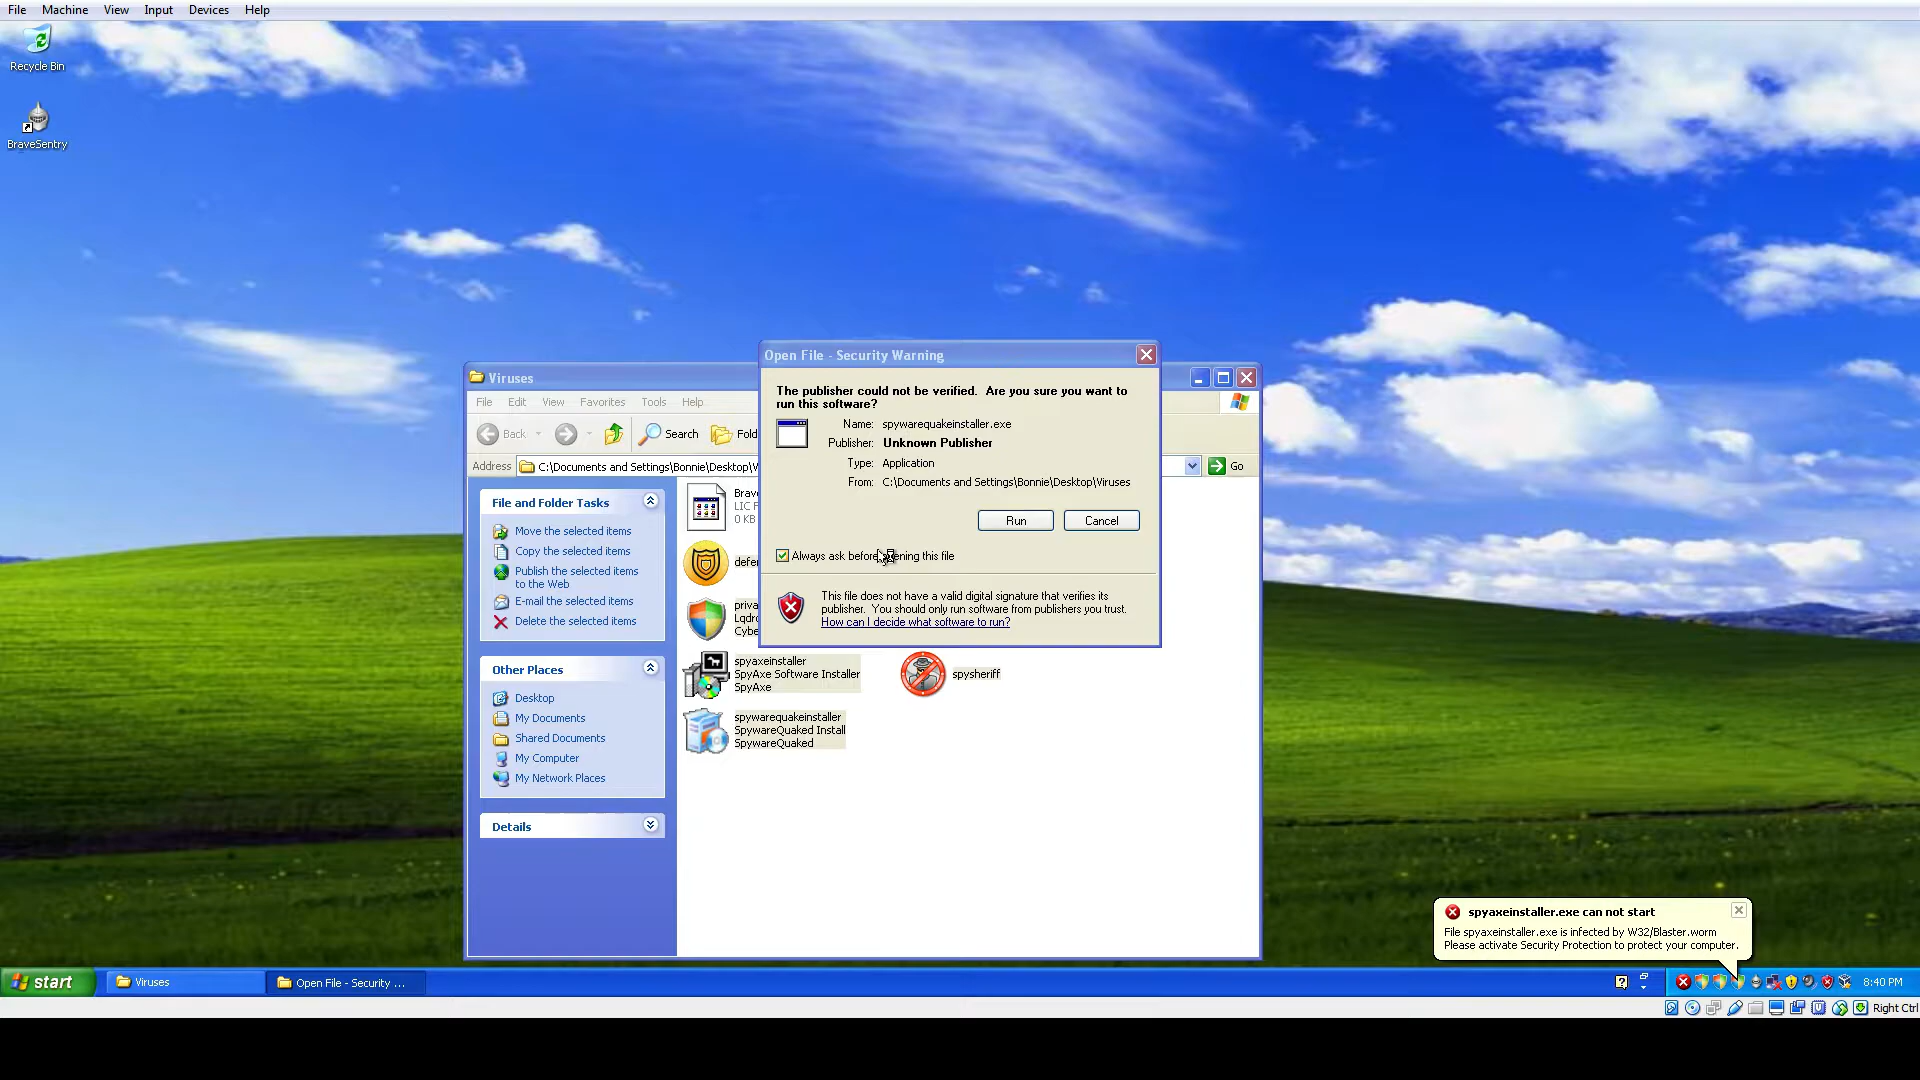 File Machine View Input Devices Help
Recycle Bin
BraveSentry
Viruses
File Edit View Favorites Tools Help
Back Search
Address C:\Documents and Settings\Bonnie\Desktop\ Go
File and Folder Tasks
Move the selected items
Copy the selected items
Publish the selected items
to the Web
E-mail the selected items
Delete the selected items
Other Places
Desktop
My Documents
Shared Documents
My Computer
My Network Places
Details
LIC
0 KB
spyaxeinstaller
SpyAxe Software Installer
SpyAxe
spysheriff
spywarequakeinstaller
SpywareQuaked Install
SpywareQuaked
Open File - Security Warning
The publisher could not be verified. Are you sure you want to
run this software?
Name: spywarequakeinstaller.exe
Publisher: Unknown Publisher
Type: Application
From: C:\Documents and Settings\Bonnie\Desktop\Viruses
Run Cancel
Always ask before this file
This file does not have a valid digital signature that verifies its
publisher. You should only run software from publishers you trust.
How can I decide what software to run?
spyaxeinstaller.exe can not start
File spyaxeinstaller.exe is infected by W32/Blaster.worm
Please activate Security Protection to protect your computer.
start Viruses Open File - Security ... 8:40 PM
Right Ctrl